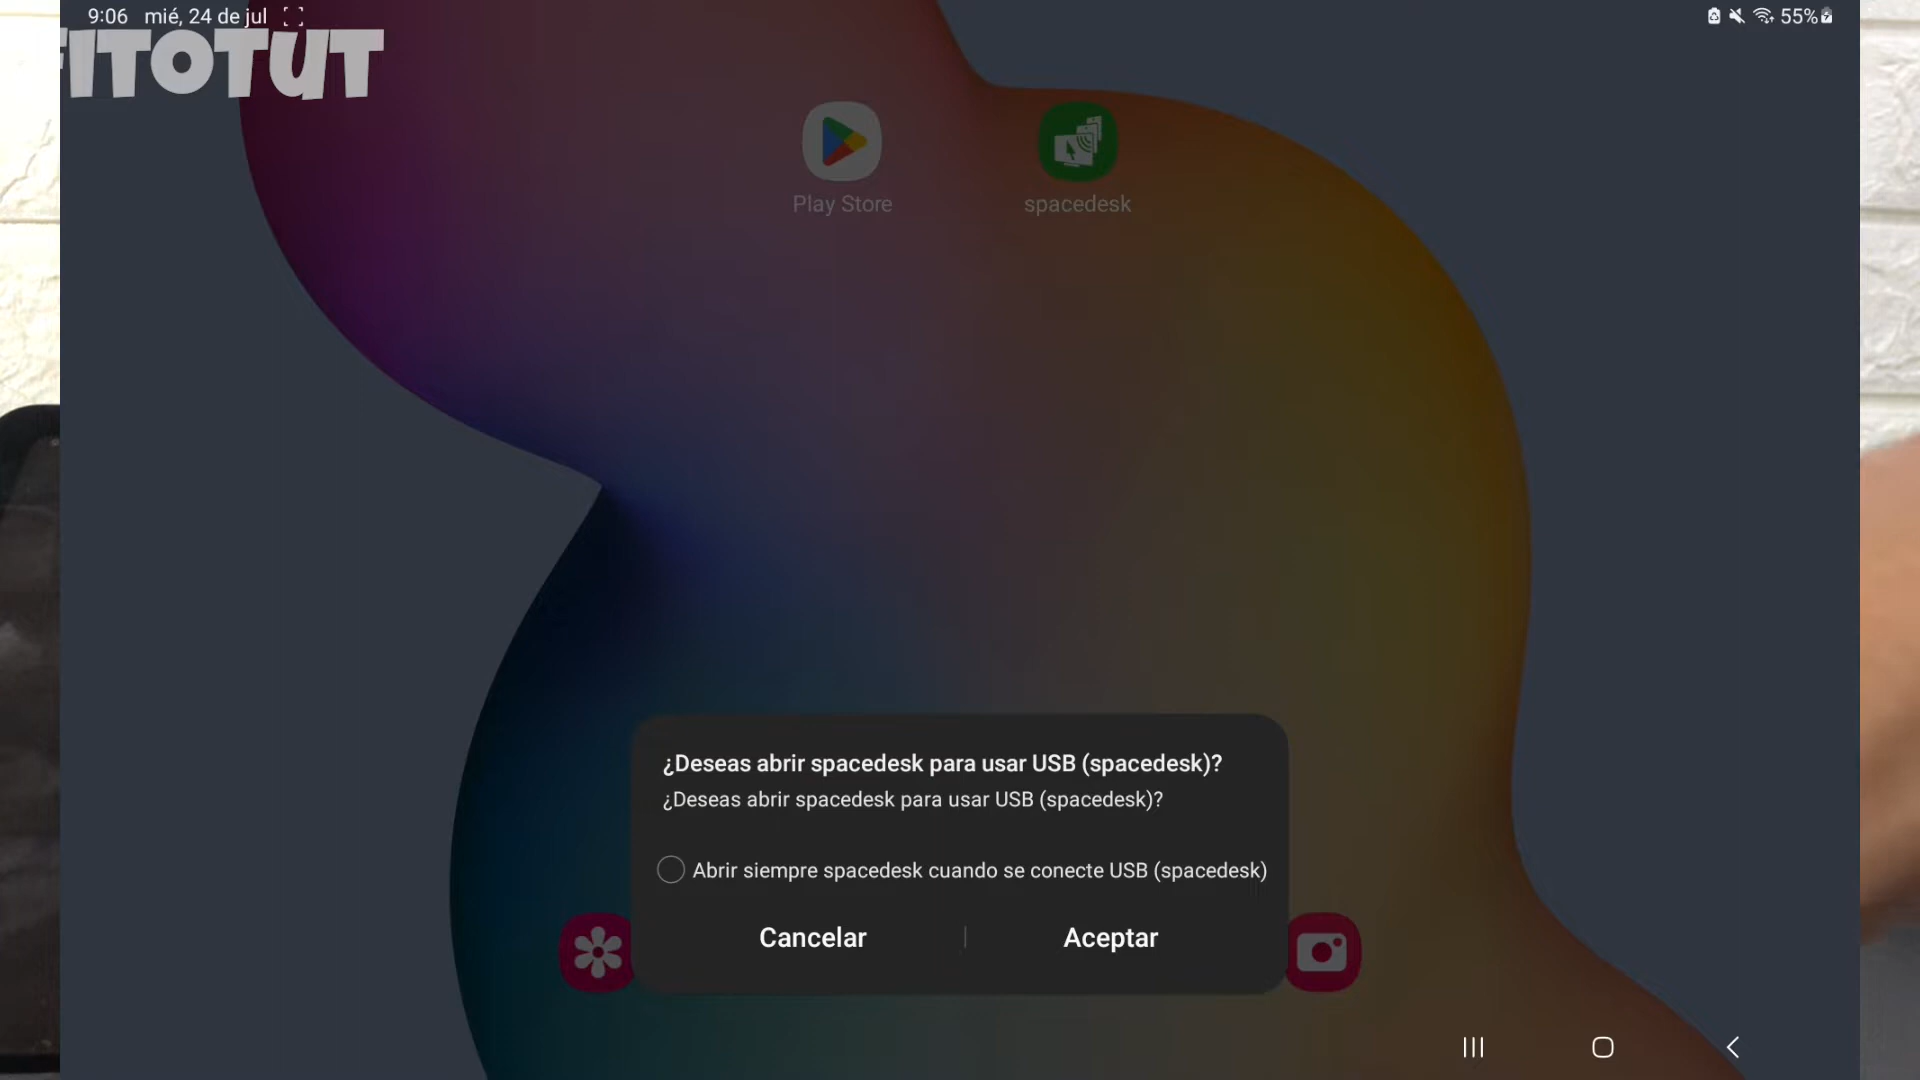 9:06 mié, 24 de jul
55%
FITOTUT
Play Store
spacedesk
¿Deseas abrir spacedesk para usar USB (spacedesk)?
¿Deseas abrir spacedesk para usar USB (spacedesk)?
Abrir siempre spacedesk cuando se conecte USB (spacedesk)
Cancelar
Aceptar